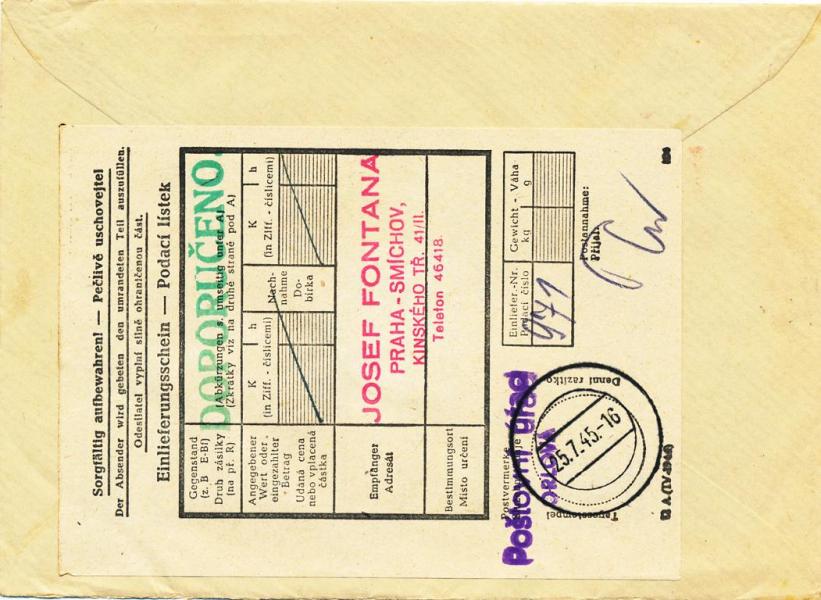 Sorgfältig aufbewahren! — Pečlivě uschovejte!
Der Absender wird gebeten den umrandeten Teil auszufüllen.
Odesílatel vyplní silně ohraničenou část.
Einlieferungsschein — Podací lístek
Gegenstand
(z. B E-Bf)
Druh zásilky
(na př. R)
DOPORUČENO
(Abkürzungen s. umseitig unter A)
(Zkratky viz na druhé straně pod A)
Angegebener
Wert oder
eingezahlter
Betrag
Udaná cena
nebo vplacená
částka
K h
(in Ziff. - číslicemi)
Nach-
nahme
Do-
bírka
K h
(in Ziff. - číslicemi)
Empfänger
Adresát
JOSEF FONTANA
PRAHA - SMÍCHOV,
KINSKÉHO TŘ. 41/II.
Telefon 46418.
Bestimmungsort
Místo určení
Postvermerke
Poštovní úřad
Einliefer.-Nr.
Podací číslo
971
Gewicht - Váha
kg g
Tagesstempel
Denní razítko
25.7.45.-16
Postannahme:
Přijal: